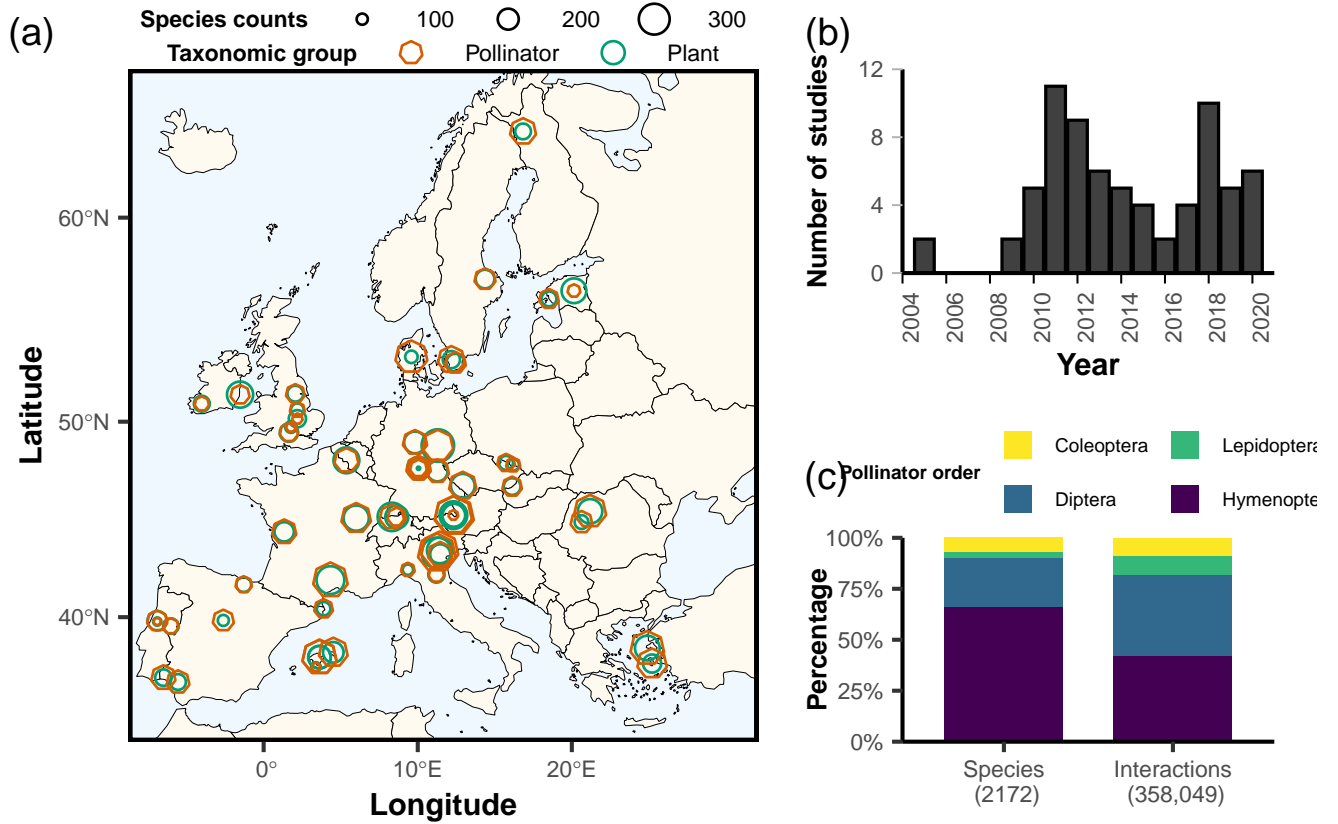 (a)
Species counts 100 200 300
Taxonomic group Pollinator Plant
60°N
50°N
40°N
Latitude
0° 10°E 20°E
Longitude
(b)
12
8
4
0
Number of studies
2004 2006 2008 2010 2012 2014 2016 2018 2020
Year
(c)
Pollinator order
Coleoptera Lepidoptera
Diptera Hymenopte
100%
75%
50%
25%
0%
Percentage
Species Interactions
(2172) (358,049)